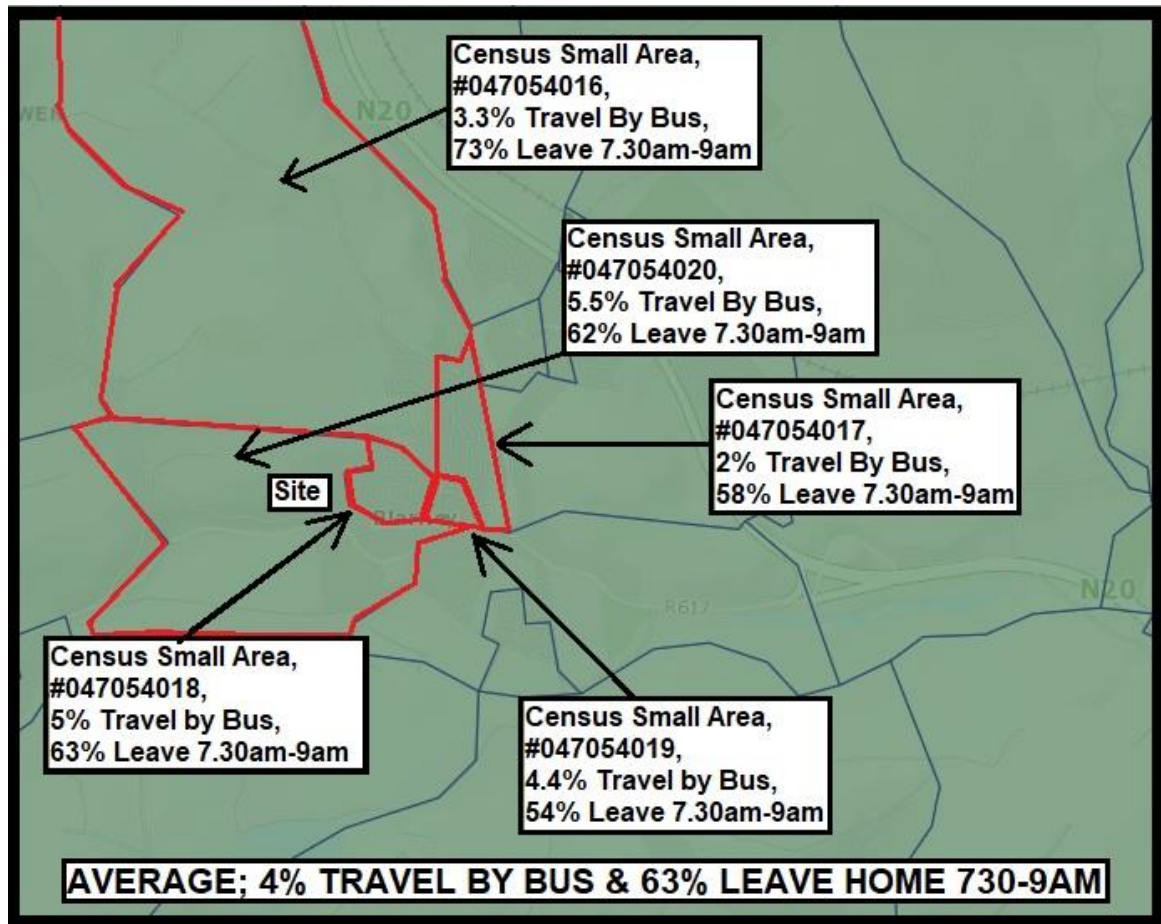 Census Small Area,
#047054016,
3.3% Travel By Bus,
73% Leave 7.30am-9am
N20
Census Small Area,
#047054020,
5.5% Travel By Bus,
62% Leave 7.30am-9am
Census Small Area,
#047054017,
2% Travel By Bus,
58% Leave 7.30am-9am
Site
Blarney
N20
R617
Census Small Area,
#047054018,
5% Travel by Bus,
63% Leave 7.30am-9am
Census Small Area,
#047054019,
4.4% Travel by Bus,
54% Leave 7.30am-9am
AVERAGE; 4% TRAVEL BY BUS & 63% LEAVE HOME 730-9AM